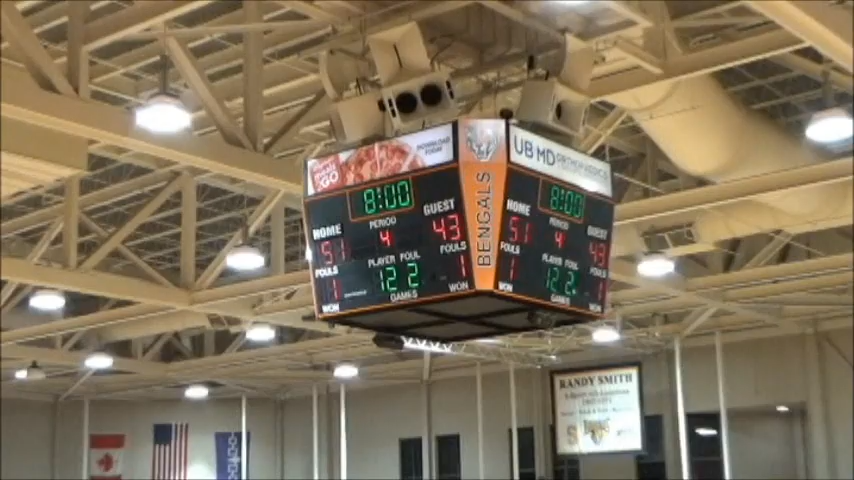 DOWNLOAD
TODAY
8:00
HOME
GUEST
51
PERIOD
4
43
FOULS
PLAYER FOUL
FOULS
1
12 2
1
WON
GAMES
WON
BENGALS
UB MD ORTHOPAEDICS
8:00
HOME
GUEST
51
PERIOD
4
43
FOULS
PLAYER FOUL
FOULS
1
12 2
1
WON
GAMES
WON
RANDY SMITH